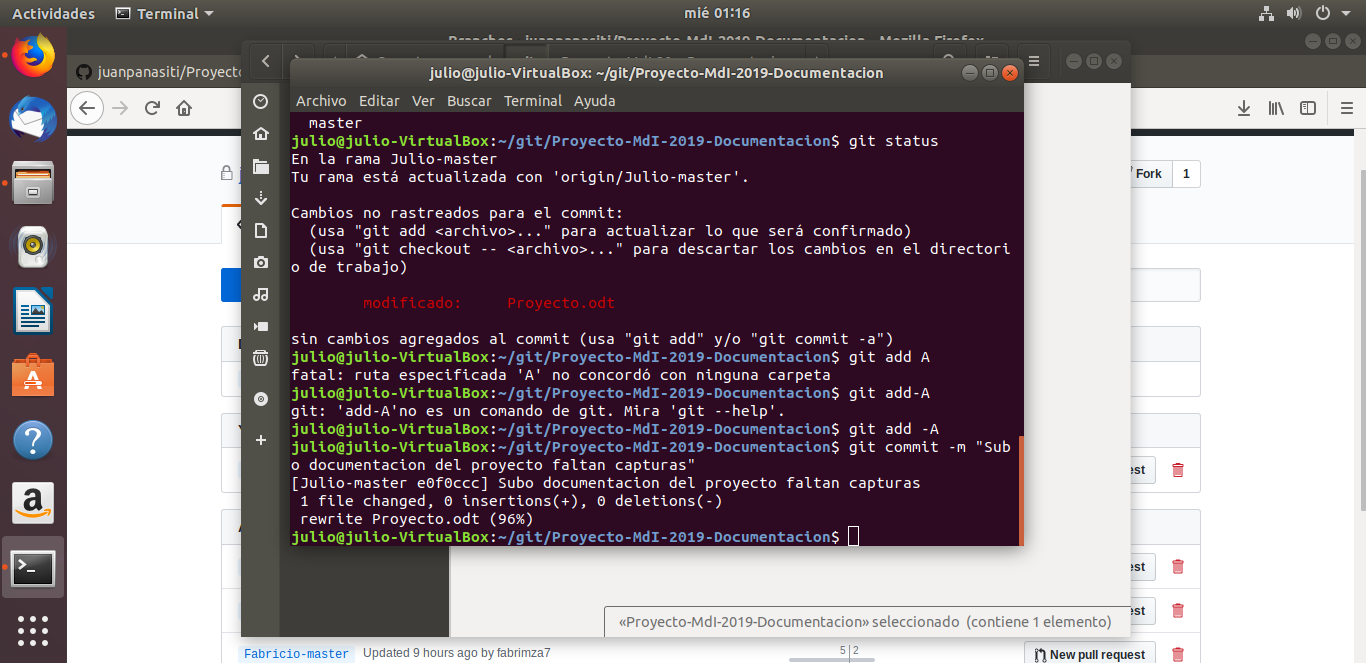 Actividades Terminal mié 01:16
Branches · juanpanasiti/Proyecto-MdI-2019-Documentacion - Mozilla Firefox
juanpanasiti/Proyecto
julio@julio-VirtualBox: ~/git/Proyecto-MdI-2019-Documentacion
Archivo Editar Ver Buscar Terminal Ayuda
master
julio@julio-VirtualBox:~/git/Proyecto-MdI-2019-Documentacion$ git status
En la rama Julio-master
Tu rama está actualizada con 'origin/Julio-master'.
Cambios no rastreados para el commit:
(usa "git add <archivo>..." para actualizar lo que será confirmado)
(usa "git checkout -- <archivo>..." para descartar los cambios en el directori
o de trabajo)
modificado: Proyecto.odt
sin cambios agregados al commit (usa "git add" y/o "git commit -a")
julio@julio-VirtualBox:~/git/Proyecto-MdI-2019-Documentacion$ git add A
fatal: ruta especificada 'A' no concordó con ninguna carpeta
julio@julio-VirtualBox:~/git/Proyecto-MdI-2019-Documentacion$ git add-A
git: 'add-A'no es un comando de git. Mira 'git --help'.
julio@julio-VirtualBox:~/git/Proyecto-MdI-2019-Documentacion$ git add -A
julio@julio-VirtualBox:~/git/Proyecto-MdI-2019-Documentacion$ git commit -m "Sub
o documentacion del proyecto faltan capturas"
[Julio-master e0f0ccc] Subo documentacion del proyecto faltan capturas
1 file changed, 0 insertions(+), 0 deletions(-)
rewrite Proyecto.odt (96%)
julio@julio-VirtualBox:~/git/Proyecto-MdI-2019-Documentacion$
Fork 1
est
est
est
«Proyecto-MdI-2019-Documentacion» seleccionado (contiene 1 elemento)
Fabricio-master Updated 9 hours ago by fabrimza7 5 2 New pull request